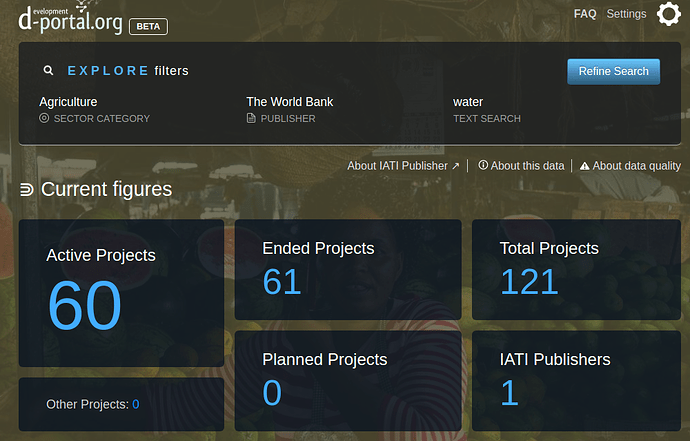 evelopment
d-portal.org BETA
FAQ Settings
EXPLORE filters
Refine Search
Agriculture
SECTOR CATEGORY
The World Bank
PUBLISHER
water
TEXT SEARCH
About IATI Publisher ↗ | About this data | About data quality
Current figures
Active Projects
60
Other Projects: 0
Ended Projects
61
Planned Projects
0
Total Projects
121
IATI Publishers
1